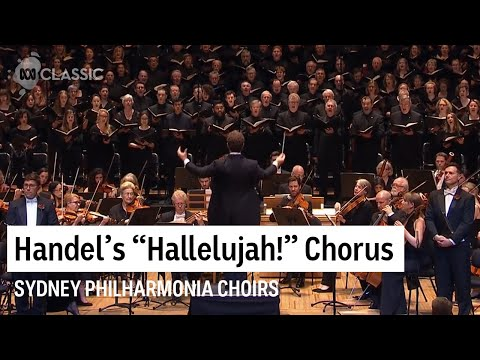 ABC CLASSIC
Handel's “Hallelujah!” Chorus
SYDNEY PHILHARMONIA CHOIRS